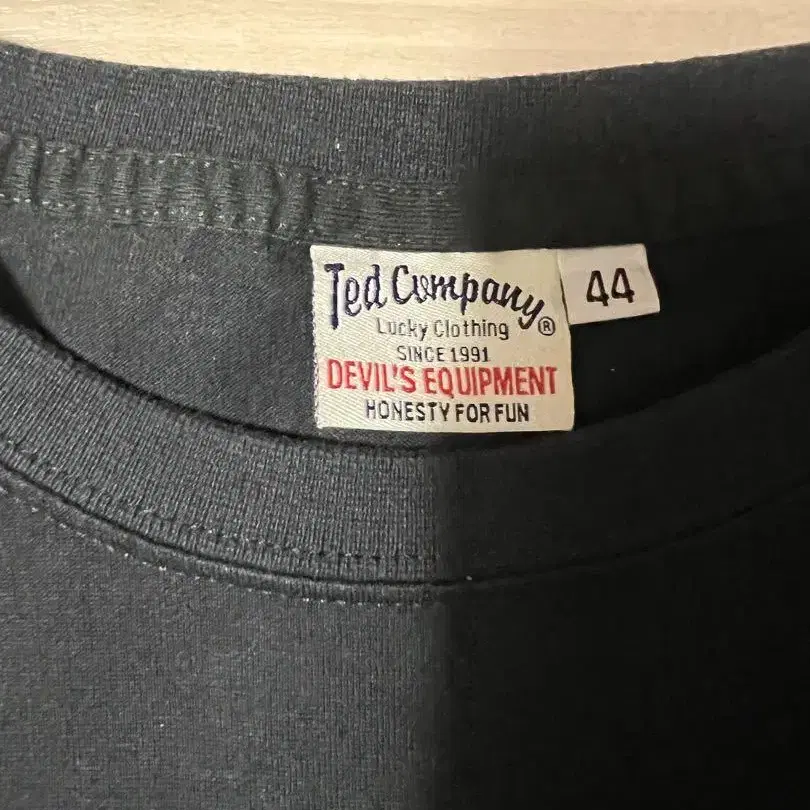 Ted Company
Lucky Clothing ®
SINCE 1991
DEVIL'S EQUIPMENT
HONESTY FOR FUN
44